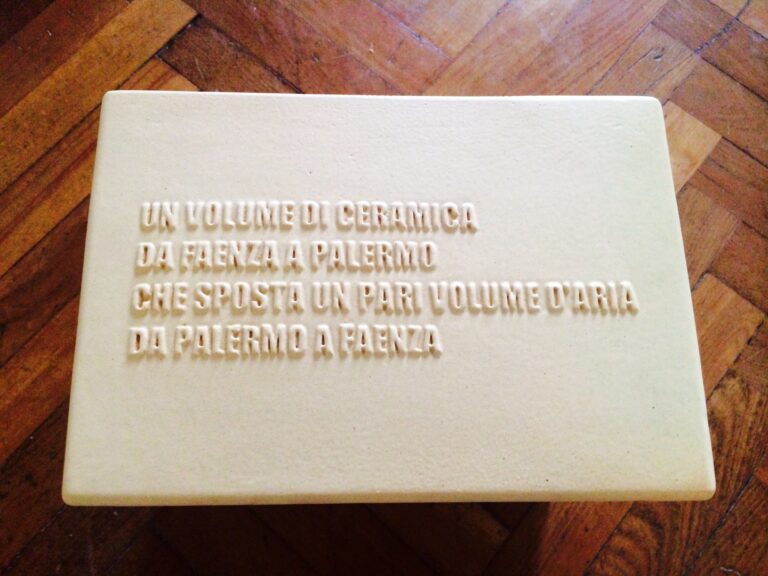 UN VOLUME DI CERAMICA
DA FAENZA A PALERMO
CHE SPOSTA UN PARI VOLUME D'ARIA
DA PALERMO A FAENZA